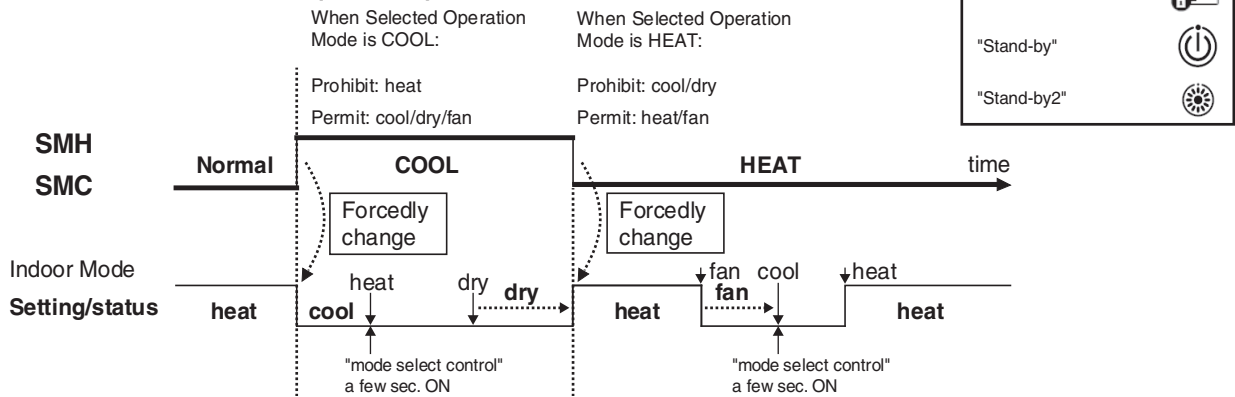 When Selected Operation
Mode is COOL:
Prohibit: heat
Permit: cool/dry/fan
When Selected Operation
Mode is HEAT:
Prohibit: cool/dry
Permit: heat/fan
"Stand-by"
"Stand-by2"
SMH
SMC
Normal
COOL
HEAT
time
Forcedly
change
Forcedly
change
Indoor Mode
Setting/status
heat
cool
heat
dry
dry
heat
fan
fan
cool
heat
heat
"mode select control"
a few sec. ON
"mode select control"
a few sec. ON